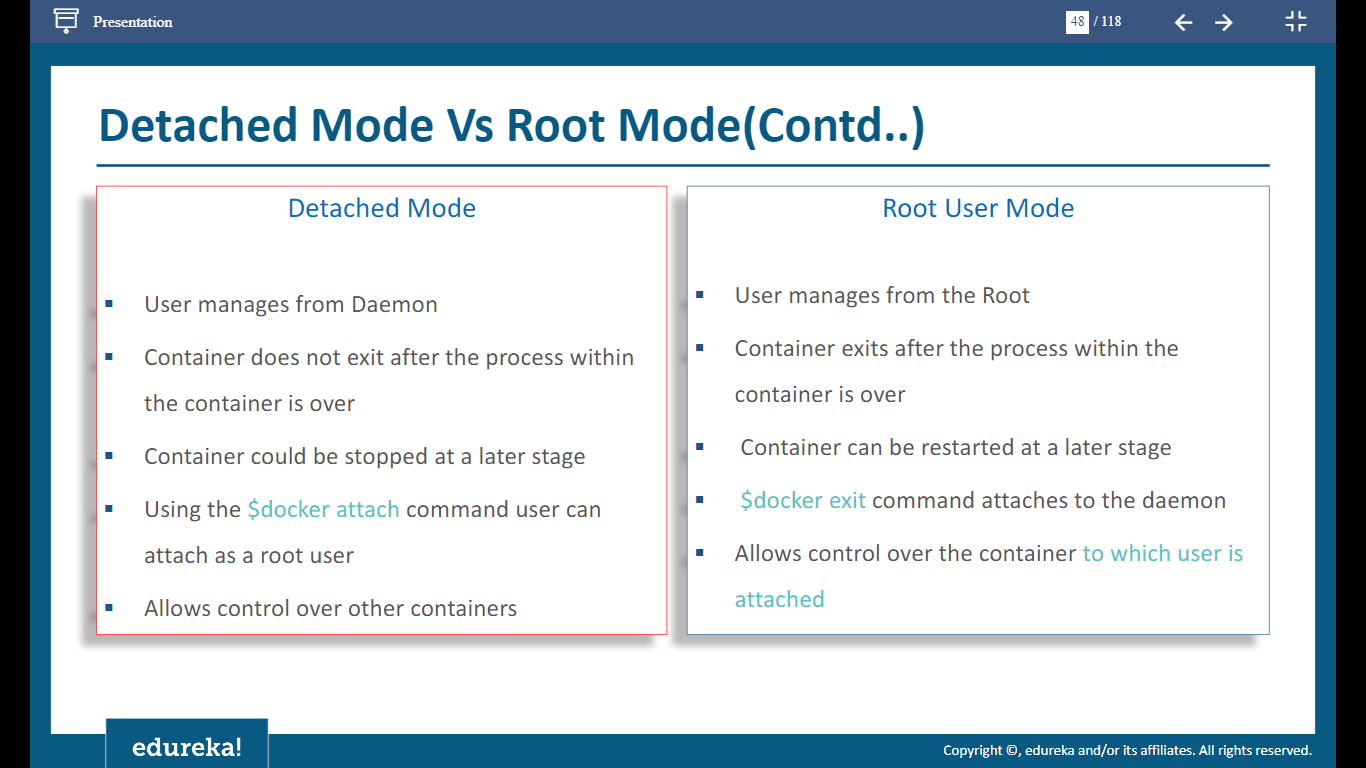 Presentation
48 / 118
Detached Mode Vs Root Mode(Contd..)
Detached Mode
User manages from Daemon
Container does not exit after the process within
the container is over
Container could be stopped at a later stage
Using the $docker attach command user can
attach as a root user
Allows control over other containers
Root User Mode
User manages from the Root
Container exits after the process within the
container is over
Container can be restarted at a later stage
$docker exit command attaches to the daemon
Allows control over the container to which user is
attached
edureka!
Copyright ©, edureka and/or its affiliates. All rights reserved.